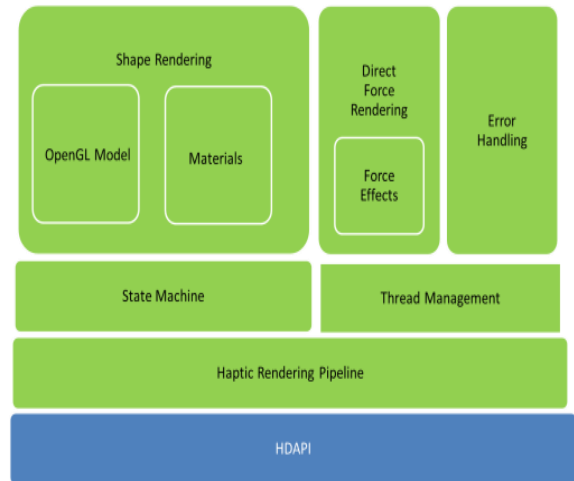 Shape Rendering
OpenGL Model
Materials
Direct
Force
Rendering
Force
Effects
Error
Handling
State Machine
Thread Management
Haptic Rendering Pipeline
HDAPI